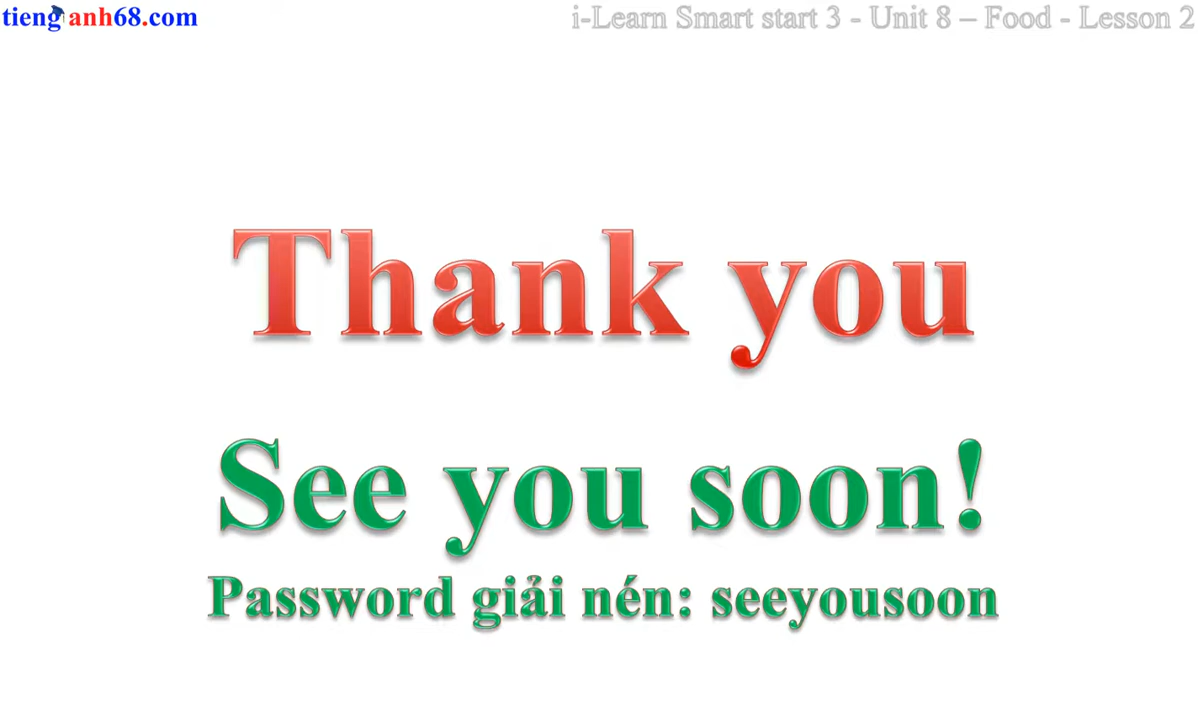 tienganh68.com
i-Learn Smart start 3 - Unit 8 – Food - Lesson 2
Thank you
See you soon!
Password giải nén: seeyousoon